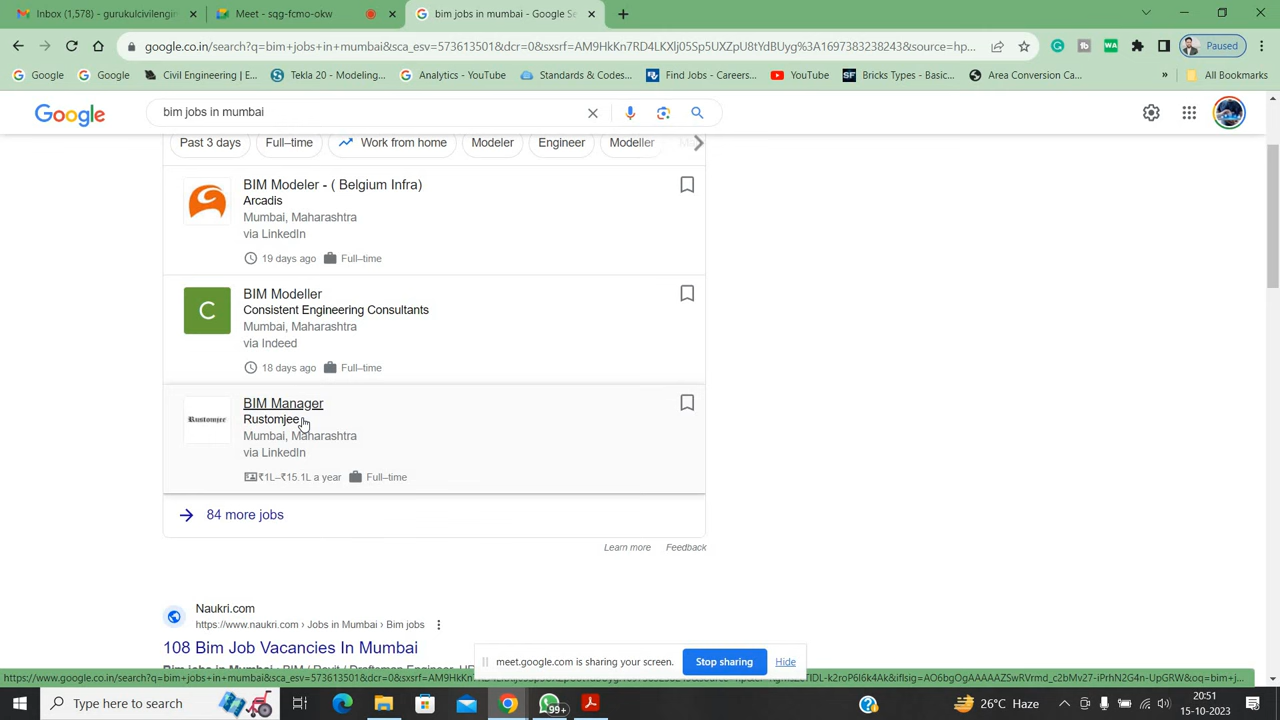 Inbox (1,578) - gurukulcivilengin
Meet - sqg-fcmo-okw
bim jobs in mumbai - Google Se
google.co.in/search?q=bim+jobs+in+mumbai&sca_esv=573613501&dcr=0&sxsrf=AM9HkKn7RD4LKXlj05Sp5UXZpU8tYdBUyg%3A1697383238243&source=hp...
Paused
Google
Google
Civil Engineering | E...
Tekla 20 - Modeling...
Analytics - YouTube
Standards & Codes...
Find Jobs - Careers...
YouTube
Bricks Types - Basic...
Area Conversion Ca...
»
All Bookmarks
Google
bim jobs in mumbai
Past 3 days
Full–time
Work from home
Modeler
Engineer
Modeller
BIM Modeler - ( Belgium Infra)
Arcadis
Mumbai, Maharashtra
via LinkedIn
19 days ago
Full–time
C
BIM Modeller
Consistent Engineering Consultants
Mumbai, Maharashtra
via Indeed
18 days ago
Full–time
Rustomjee
BIM Manager
Rustomjee
Mumbai, Maharashtra
via LinkedIn
₹1L–₹15.1L a year
Full–time
84 more jobs
Learn more
Feedback
Naukri.com
https://www.naukri.com › Jobs in Mumbai › Bim jobs
108 Bim Job Vacancies In Mumbai
meet.google.com is sharing your screen.
Stop sharing
Hide
Type here to search
99+
26°C Haze
20:51
15-10-2023